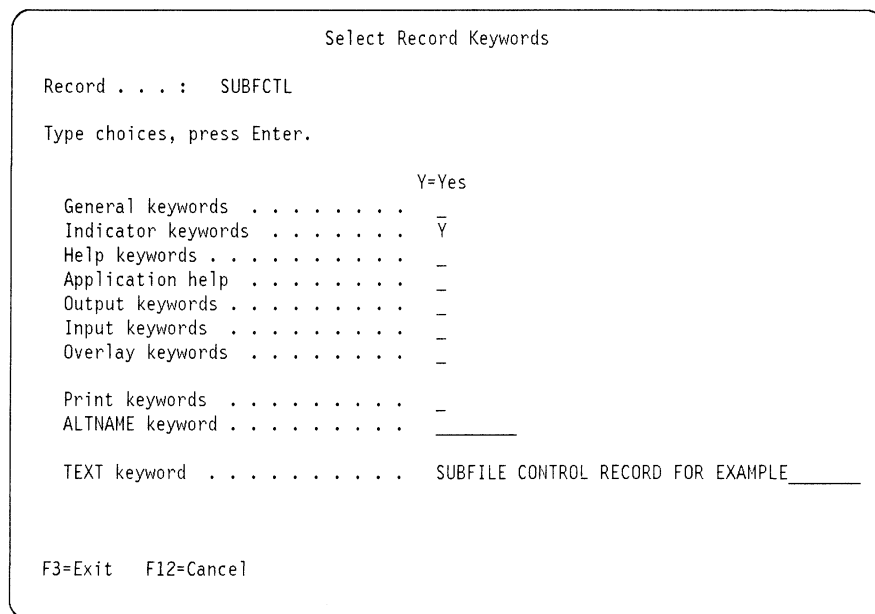 Select Record Keywords
Record . . . : SUBFCTL
Type choices, press Enter.
Y=Yes
General keywords . . . . . . . . _
Indicator keywords . . . . . . . Y
Help keywords . . . . . . . . . . _
Application help . . . . . . . . _
Output keywords . . . . . . . . . _
Input keywords . . . . . . . . . _
Overlay keywords . . . . . . . . _
Print keywords . . . . . . . . . _
ALTNAME keyword . . . . . . . . . ________
TEXT keyword . . . . . . . . . . SUBFILE CONTROL RECORD FOR EXAMPLE_______
F3=Exit F12=Cancel